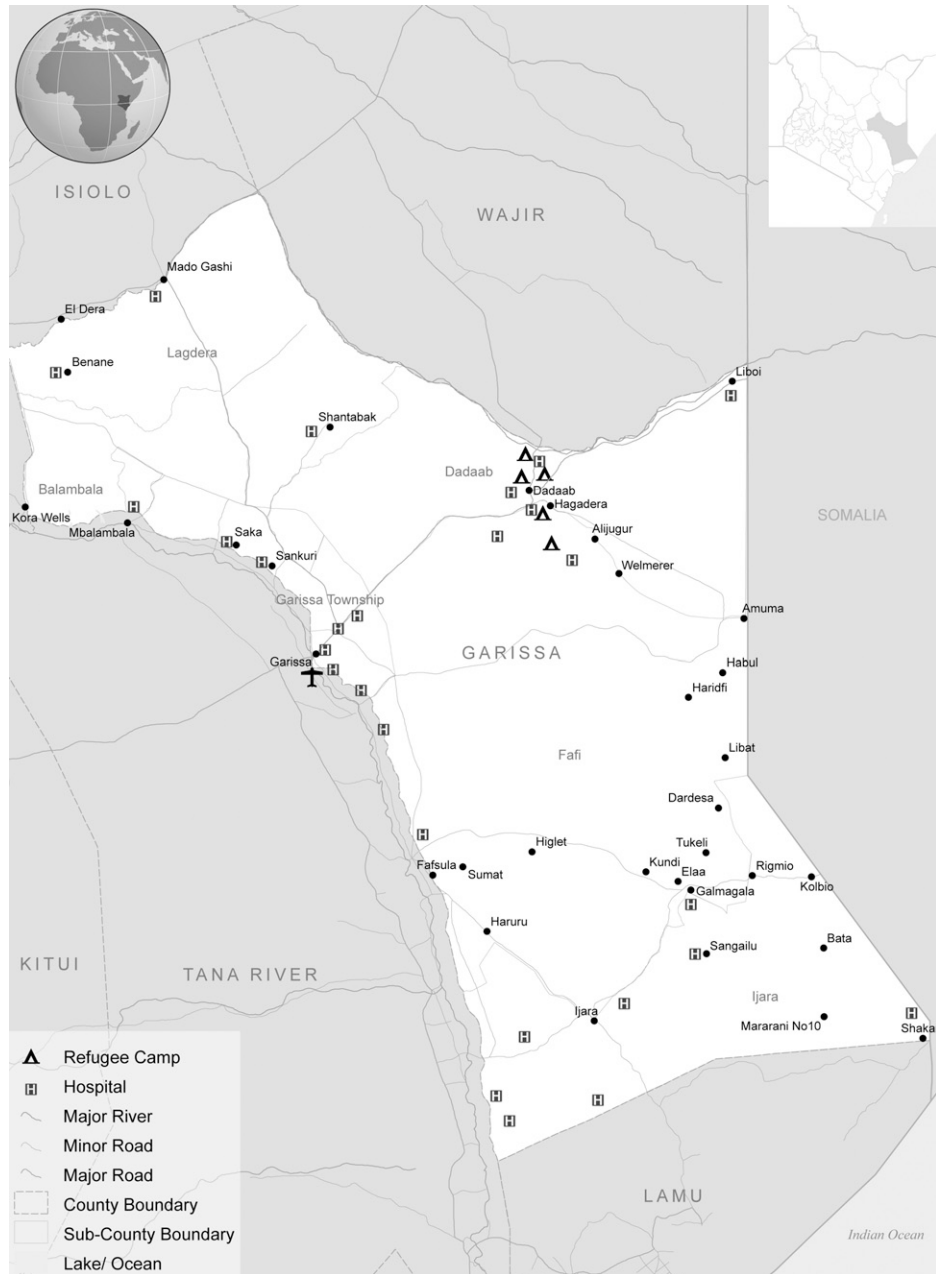 ISIOLO
WAJIR
Mado Gashi
El Dera
Lagdera
Benane
Liboi
Shantabak
Dadaab
Balambala
Dadaab
Hagadera
Kora Wells
Mbalambala
SOMALIA
Saka
Alijugur
Sankuri
Welmerer
Garissa Township
Amuma
Garissa
GARISSA
Habul
Haridfi
Fafi
Libat
Dardesa
Higlet
Tukeli
Fafsula
Sumat
Kundi
Elaa
Rigmio
Galmagala
Kolbio
Haruru
Sangailu
Bata
KITUI
TANA RIVER
Ijara
Ijara
Mararani No10
Shaka
H Refugee Camp
Hospital
Major River
Minor Road
Major Road
County Boundary
Sub-County Boundary
Lake/ Ocean
LAMU
Indian Ocean